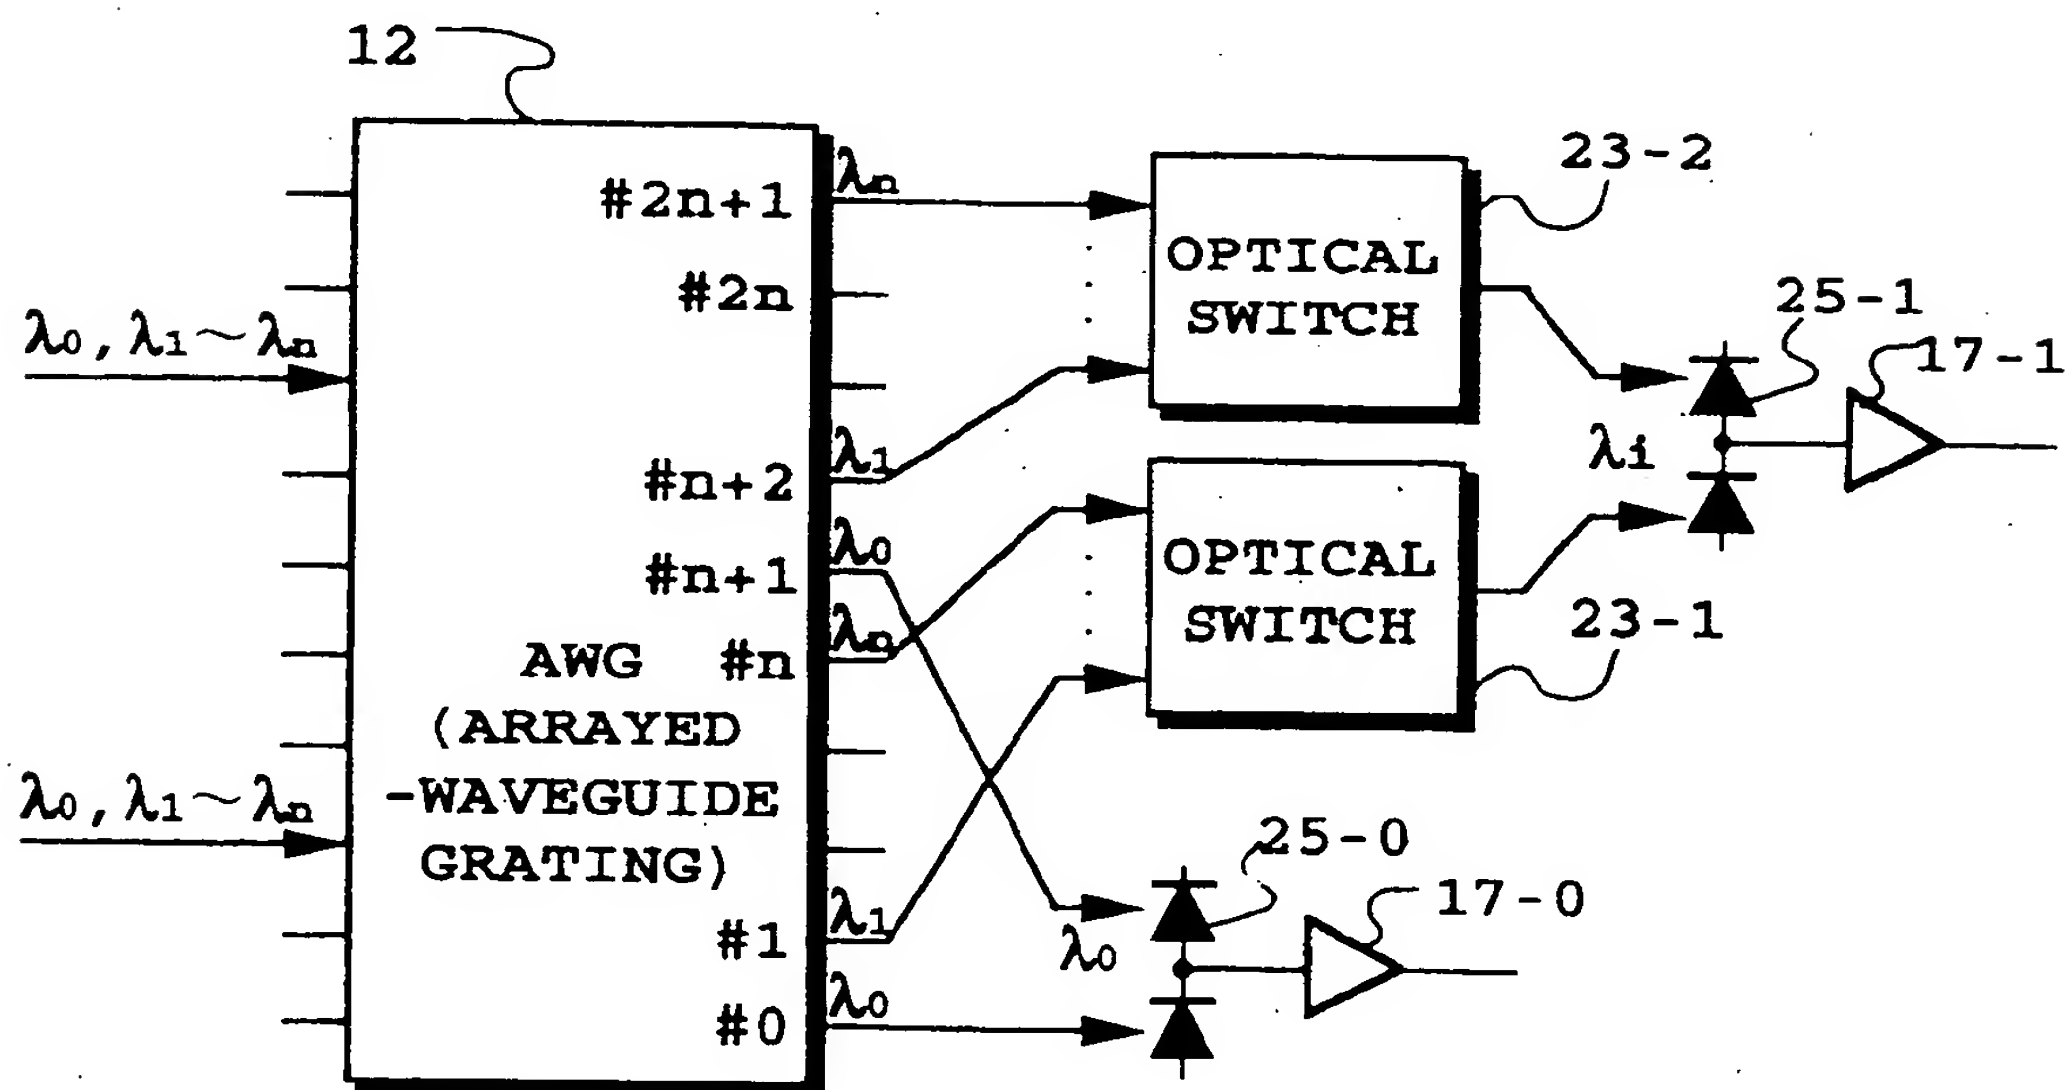 12
λn
23-2
#2n+1
OPTICAL
SWITCH
#2n
25-1
λ0, λ1~λn
17-1
λ1
λi
#n+2
λ0
OPTICAL
SWITCH
#n+1
λn
23-1
AWG
#n
(ARRAYED
-WAVEGUIDE
GRATING)
λ0, λ1~λn
25-0
17-0
λ1
#1
λ0
λ0
#0